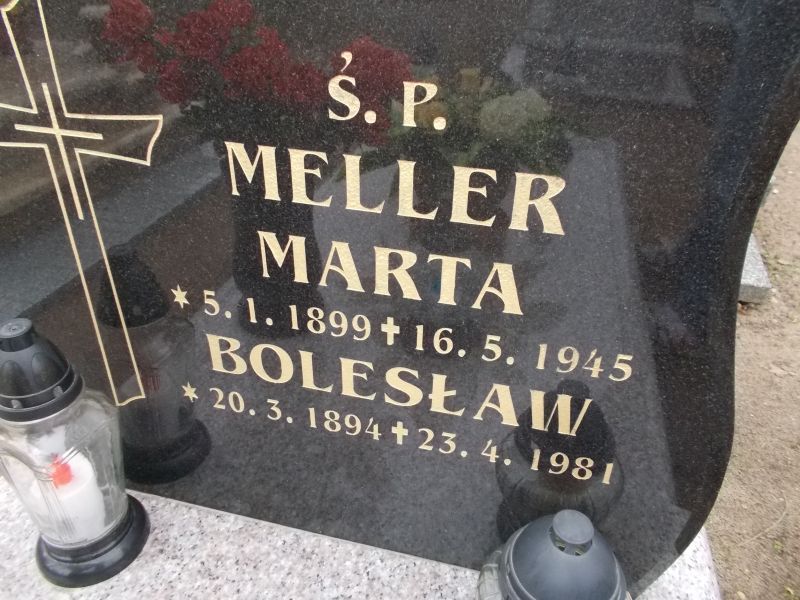 Ś. P.
MELLER
MARTA
* 5. 1. 1899 ✝ 16. 5. 1945
BOLESŁAW
* 20. 3. 1894 ✝ 23. 4. 1981